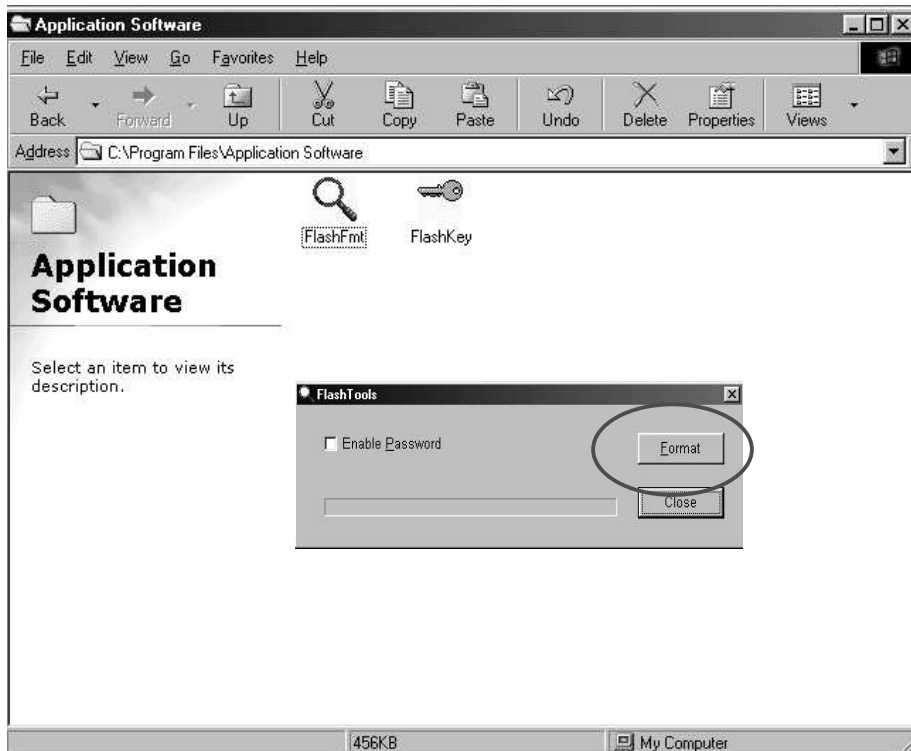 Application Software
File Edit View Go Favorites Help
Back Forward Up Cut Copy Paste Undo Delete Properties Views
Address C:\Program Files\Application Software
FlashFmt FlashKey
Application
Software
Select an item to view its
description.
FlashTools
Enable Password
Format
Close
456KB My Computer